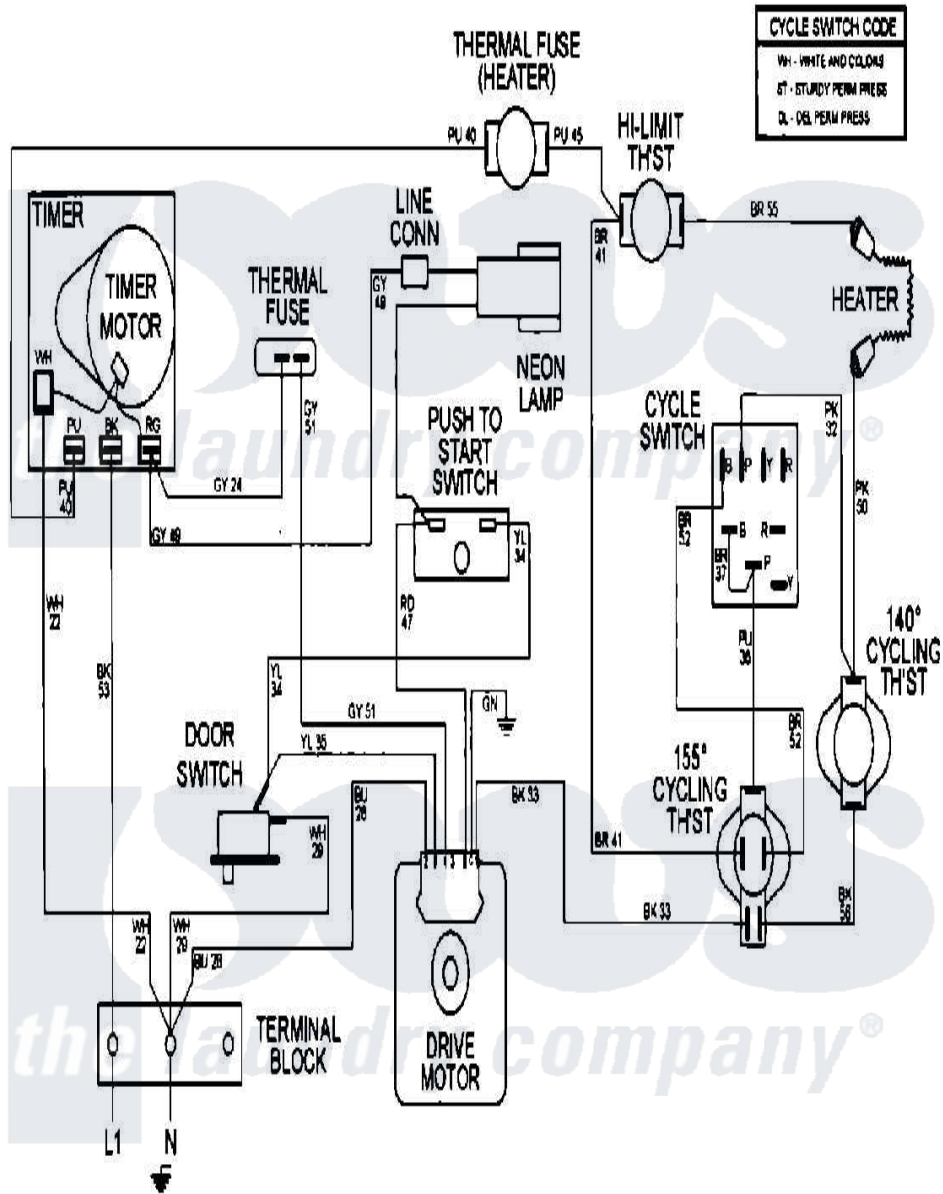 CYCLE SWITCH CODE
WH - WHITE AND COLORS
ST - STURDY PERM PRESS
DL - DEL PERM PRESS
THERMAL FUSE
(HEATER)
PU 40
PU 45
HI-LIMIT
TH'ST
BR
41
BR 55
HEATER
TIMER
TIMER
MOTOR
WH
PU
BK
RG
LINE
CONN
GY
49
THERMAL
FUSE
GY
51
NEON
LAMP
PUSH TO
START
SWITCH
CYCLE
SWITCH
B
P
Y
R
B
R
P
Y
PK
50
PU
40
GY 24
GY 49
YL
34
BR
52
BR
37
WH
22
RD
47
PU
36
140°
CYCLING
TH'ST
BK
53
YL
34
GN
GY 51
BR
52
DOOR
SWITCH
YL 35
155°
CYCLING
TH'ST
BU
28
BK 33
WH
29
BR 41
BK 33
WH
22
WH
29
BU 28
TERMINAL
BLOCK
DRIVE
MOTOR
L1
N
the laundry company®
the laundry company®